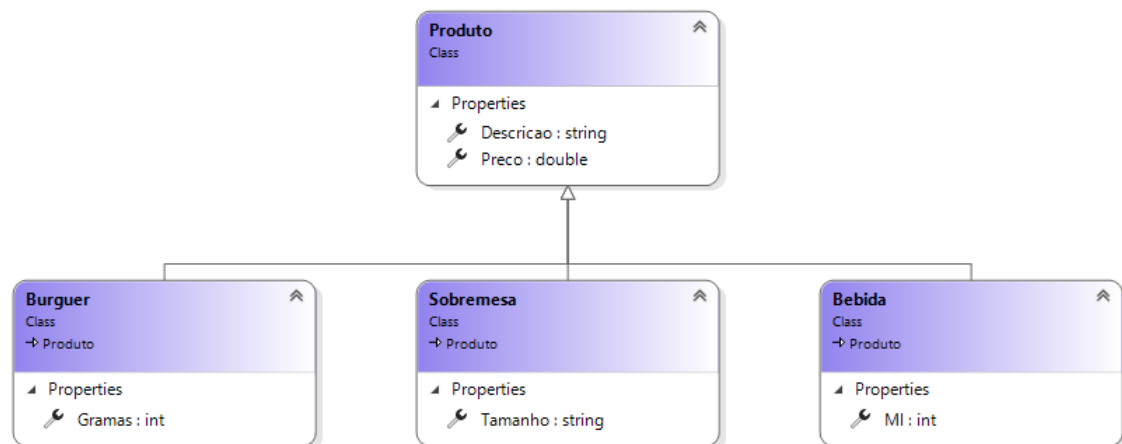 Produto
Class
Properties
Descricao : string
Preco : double
Burguer
Class
Produto
Properties
Gramas : int
Sobremesa
Class
Produto
Properties
Tamanho : string
Bebida
Class
Produto
Properties
Ml : int